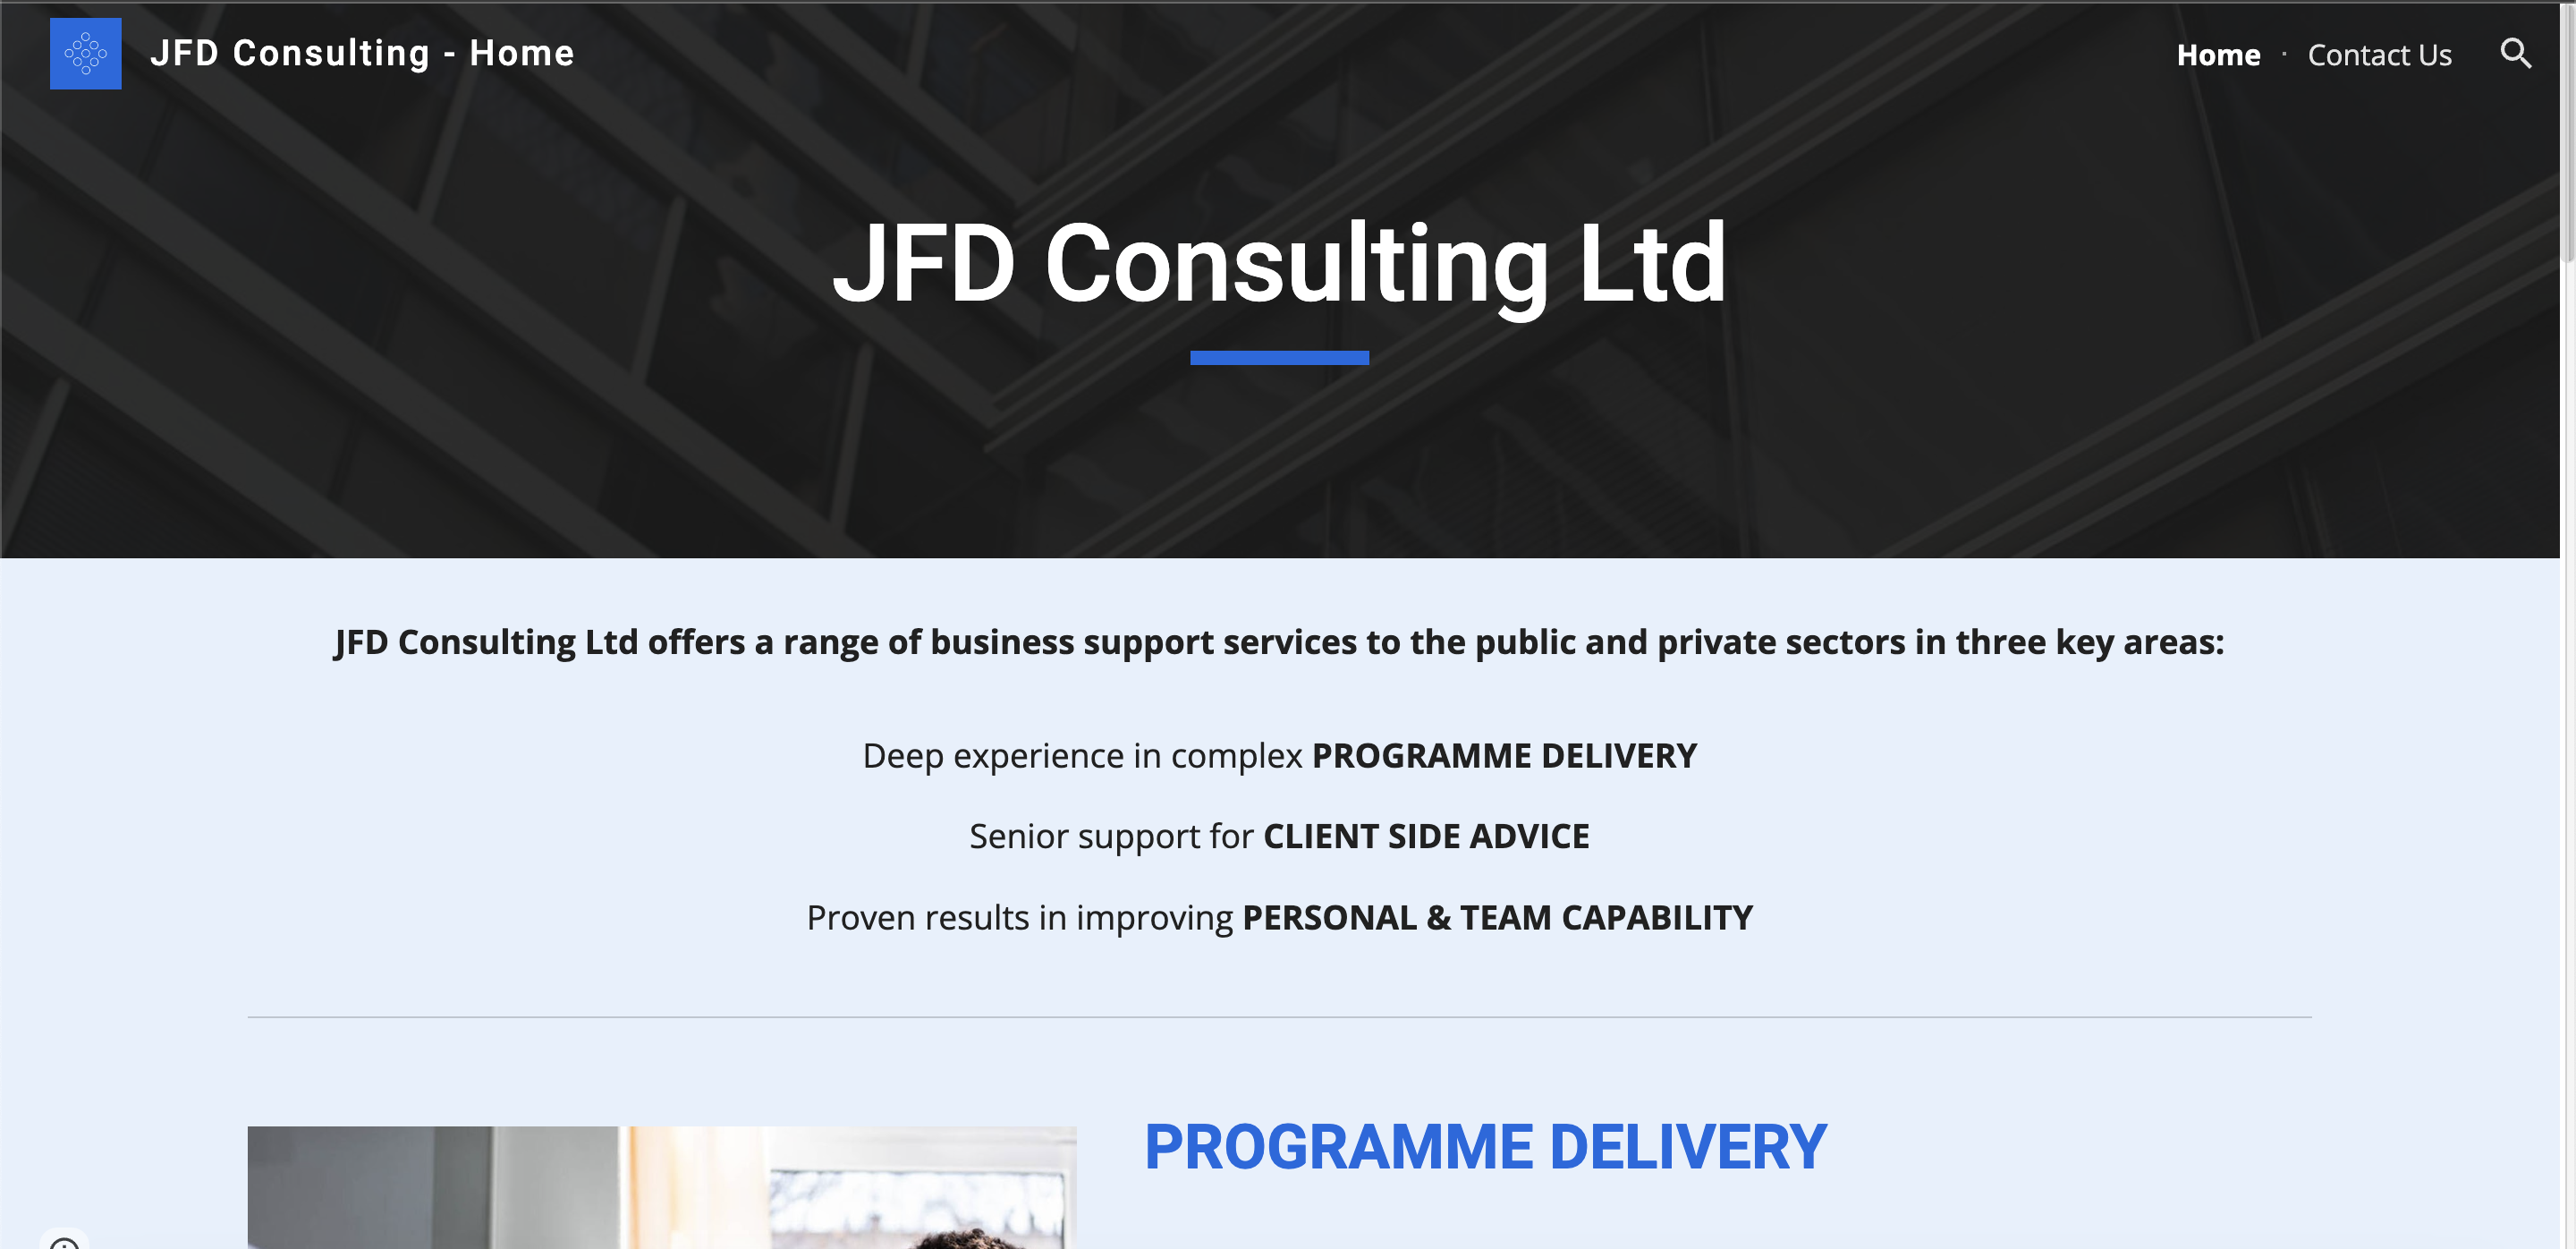 JFD Consulting - Home
Home · Contact Us
JFD Consulting Ltd
JFD Consulting Ltd offers a range of business support services to the public and private sectors in three key areas:
Deep experience in complex PROGRAMME DELIVERY
Senior support for CLIENT SIDE ADVICE
Proven results in improving PERSONAL & TEAM CAPABILITY
PROGRAMME DELIVERY